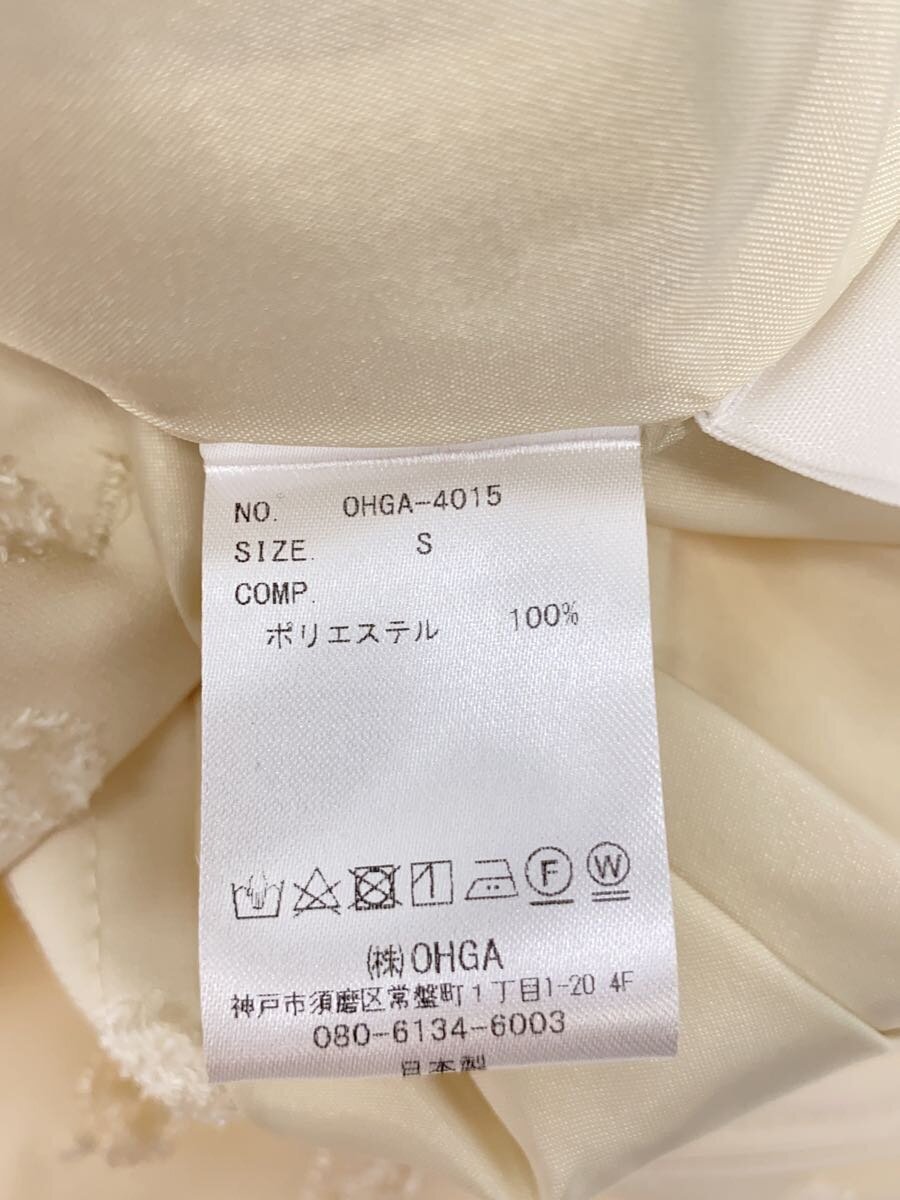 NO. OHGA-4015
SIZE. S
COMP.
ポリエステル 100%
F W
㈱OHGA
神戸市須磨区常盤町1丁目1-20 4F
080-6134-6003
日本製